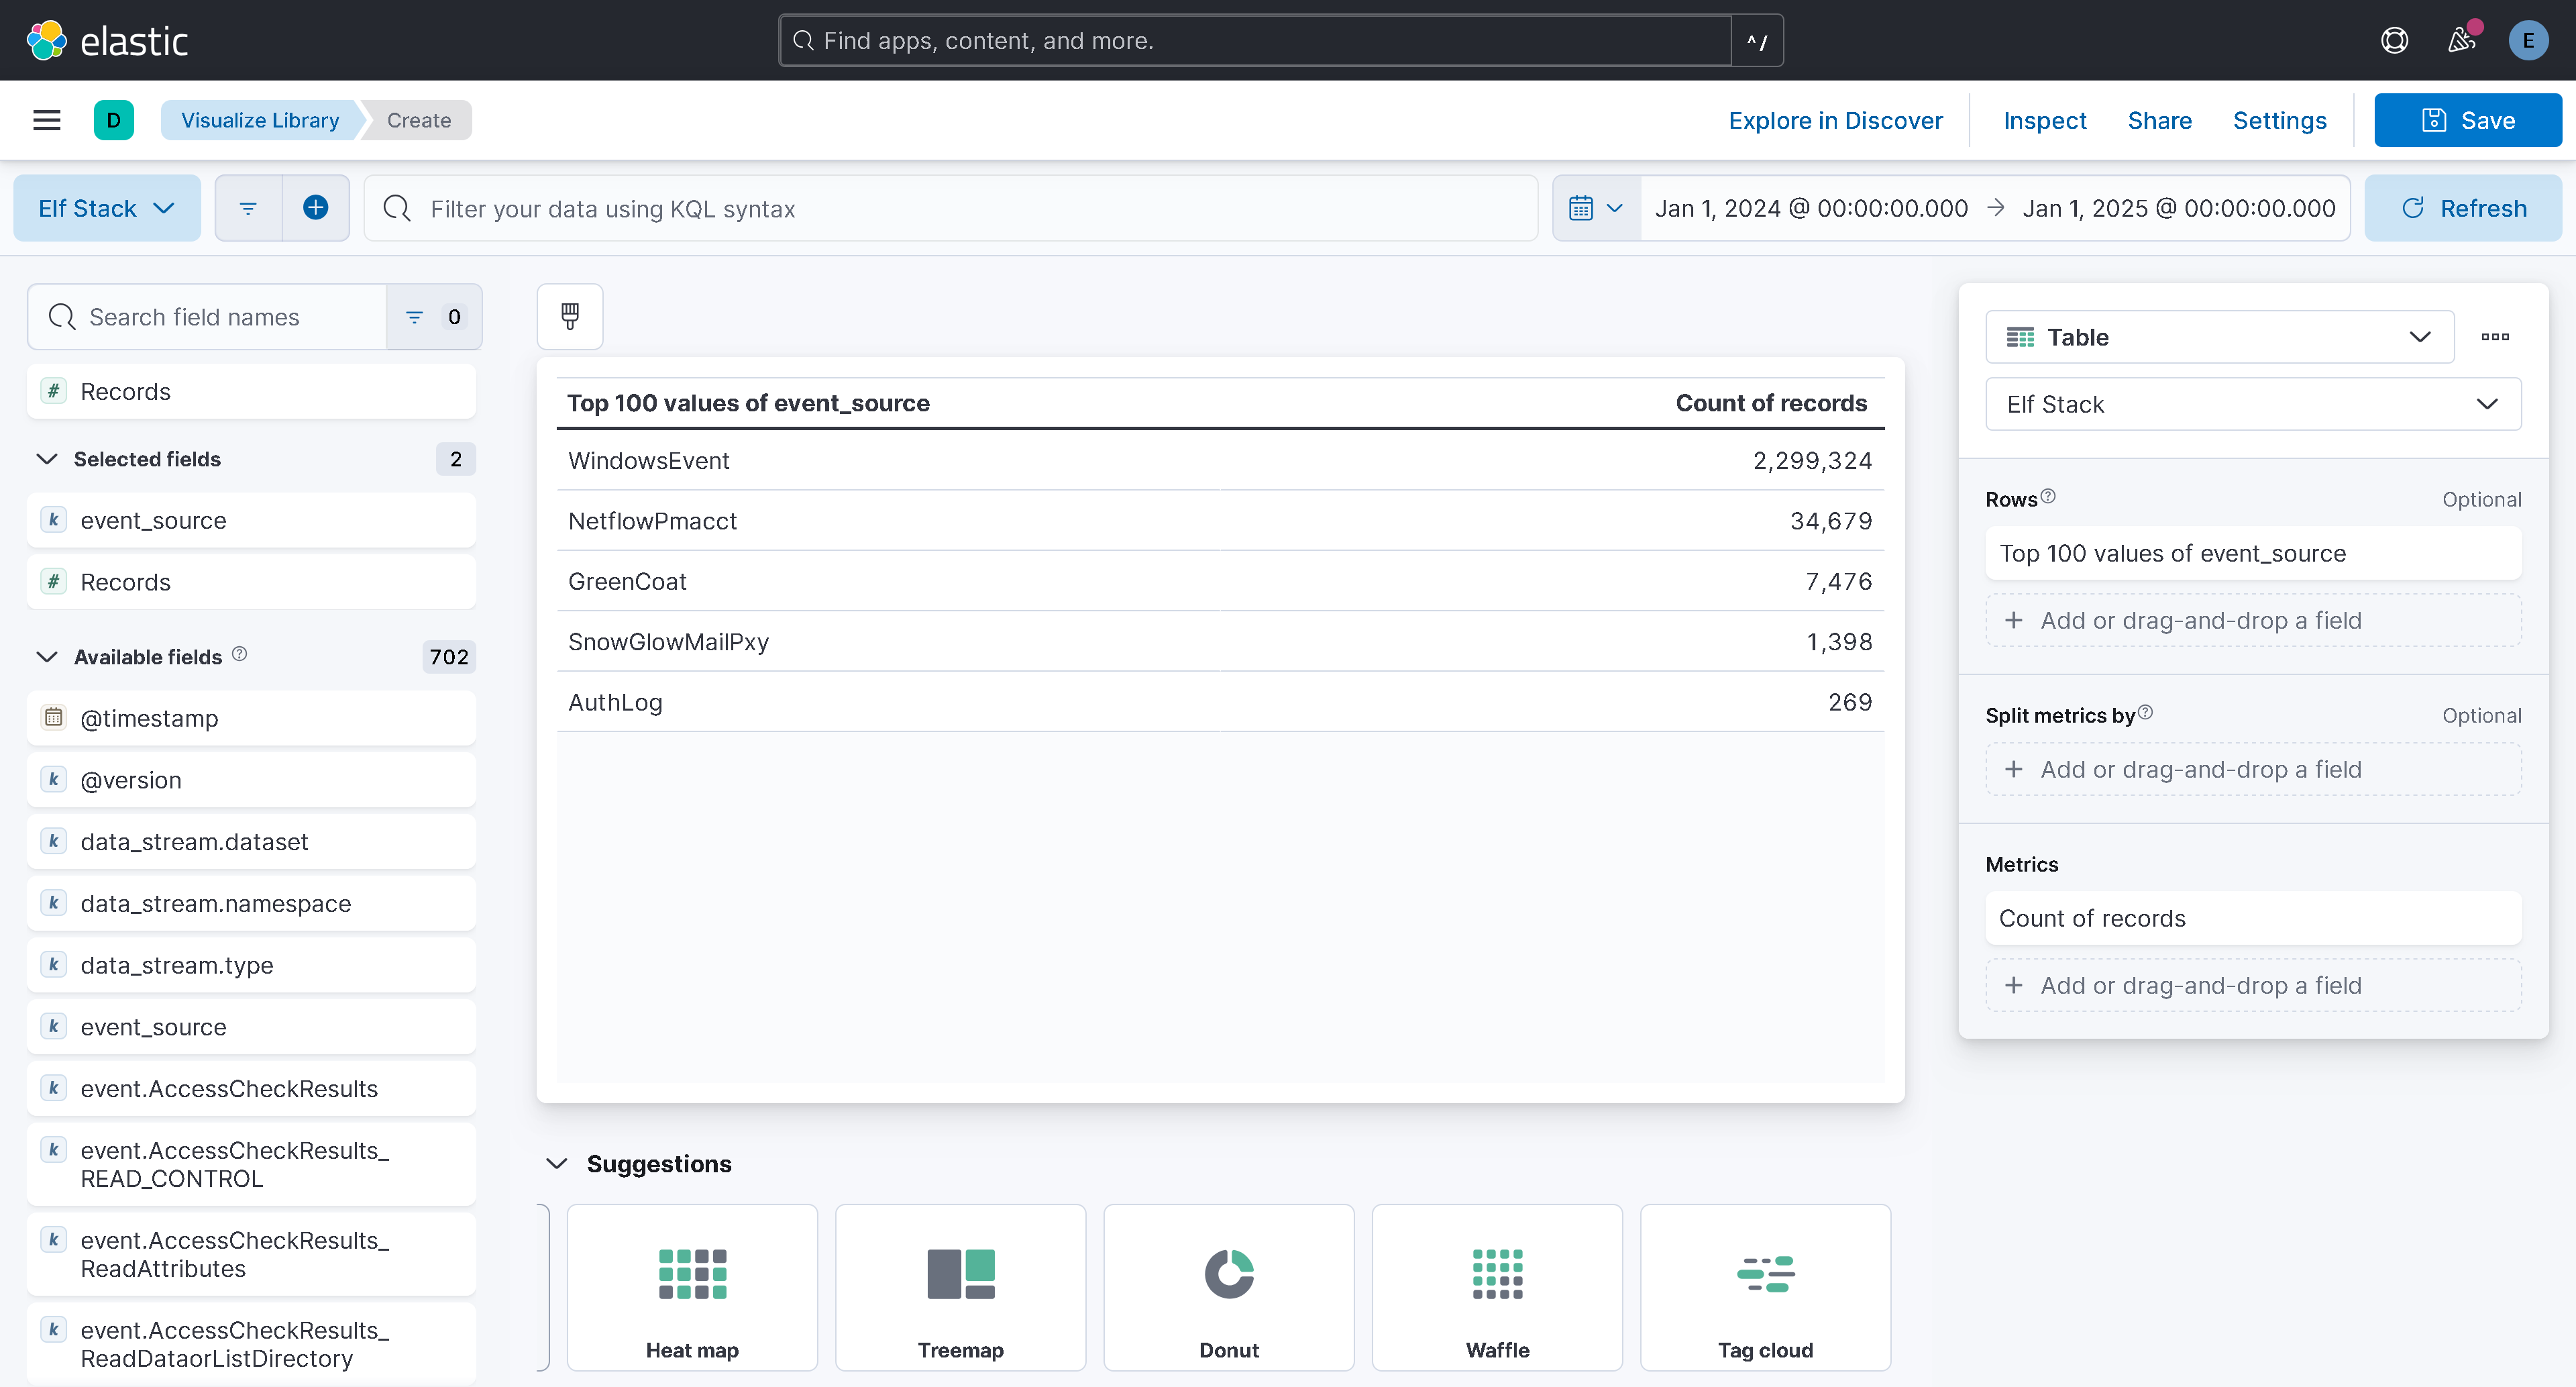 elastic
Find apps, content, and more.
^ /
E
D
Visualize Library
Create
Explore in Discover
Inspect
Share
Settings
Save
Elf Stack
Filter your data using KQL syntax
Jan 1, 2024 @ 00:00:00.000 → Jan 1, 2025 @ 00:00:00.000
Refresh
Search field names
0
# Records
Selected fields
2
k event_source
# Records
Available fields
702
@timestamp
k @version
k data_stream.dataset
k data_stream.namespace
k data_stream.type
k event_source
k event.AccessCheckResults
k event.AccessCheckResults_
READ_CONTROL
k event.AccessCheckResults_
ReadAttributes
k event.AccessCheckResults_
ReadDataorListDirectory
Top 100 values of event_source Count of records
WindowsEvent 2,299,324
NetflowPmacct 34,679
GreenCoat 7,476
SnowGlowMailPxy 1,398
AuthLog 269
Suggestions
Heat map
Treemap
Donut
Waffle
Tag cloud
Table
Elf Stack
Rows Optional
Top 100 values of event_source
+ Add or drag-and-drop a field
Split metrics by Optional
+ Add or drag-and-drop a field
Metrics
Count of records
+ Add or drag-and-drop a field